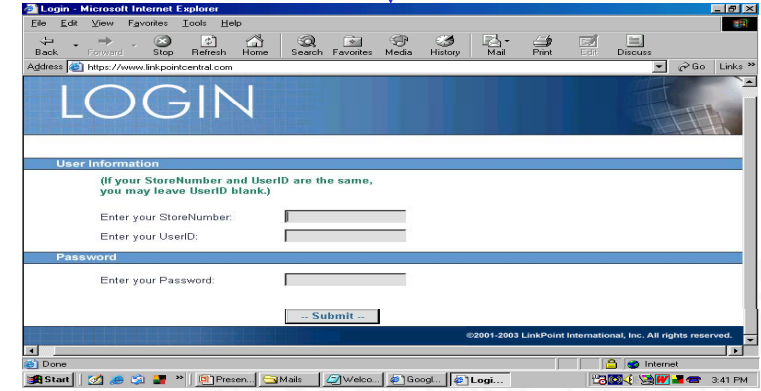 Login - Microsoft Internet Explorer
File Edit View Favorites Tools Help
Back Forward Stop Refresh Home Search Favorites Media History Mail Print Edit Discuss
Address https://www.linkpointcentral.com Go Links »
LOGIN
User Information
(If your StoreNumber and UserID are the same,
you may leave UserID blank.)
Enter your StoreNumber:
Enter your UserID:
Password
Enter your Password:
-- Submit --
©2001-2003 LinkPoint International, Inc. All rights reserved.
Done Internet
Start » Presen... Mails Welco... Googl... Logi... 3:41 PM